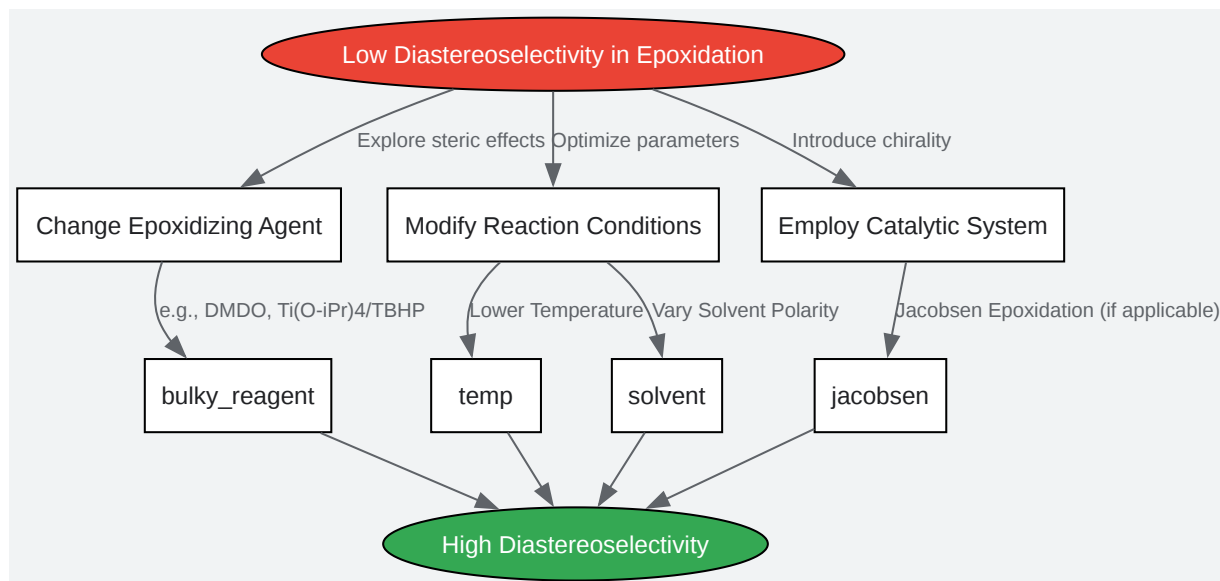 Low Diastereoselectivity in Epoxidation
Explore steric effects
Optimize parameters
Introduce chirality
Change Epoxidizing Agent
Modify Reaction Conditions
Employ Catalytic System
e.g., DMDO, Ti(O-iPr)4/TBHP
Lower Temperature
Vary Solvent Polarity
Jacobsen Epoxidation (if applicable)
bulky_reagent
temp
solvent
jacobsen
High Diastereoselectivity